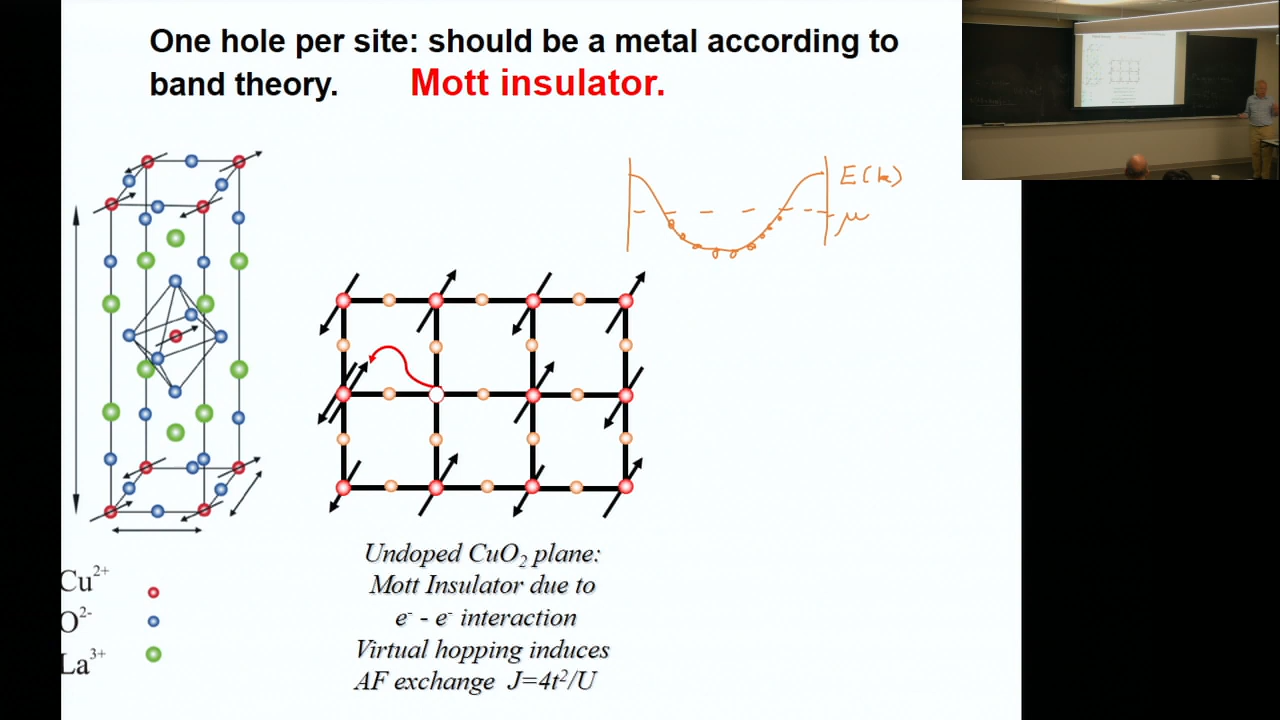 One hole per site: should be a metal according to
band theory. Mott insulator.
E(k)
μ
Cu²⁺
O²⁻
La³⁺
Undoped CuO₂ plane:
Mott Insulator due to
e⁻ - e⁻ interaction
Virtual hopping induces
AF exchange J=4t²/U